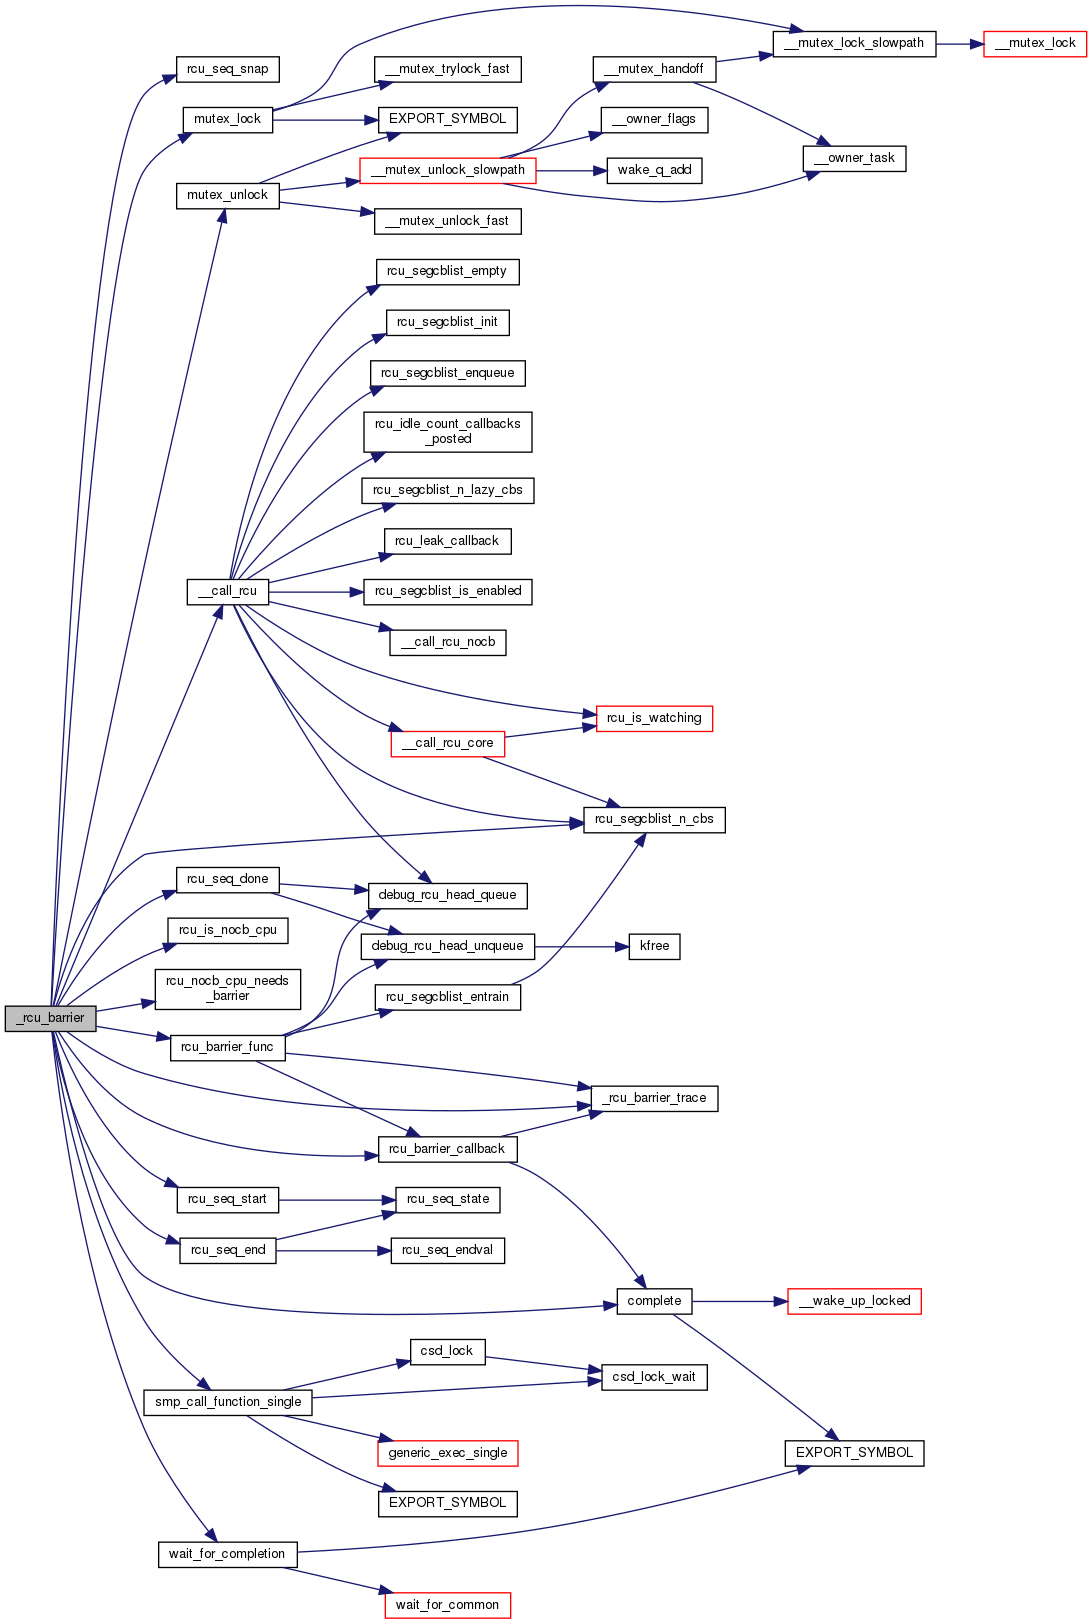 __mutex_lock_slowpath
__mutex_lock
rcu_seq_snap
__mutex_trylock_fast
__mutex_handoff
mutex_lock
EXPORT_SYMBOL
__owner_flags
__owner_task
__mutex_unlock_slowpath
wake_q_add
mutex_unlock
__mutex_unlock_fast
rcu_segcblist_empty
rcu_segcblist_init
rcu_segcblist_enqueue
rcu_idle_count_callbacks
_posted
rcu_segcblist_n_lazy_cbs
rcu_leak_callback
__call_rcu
rcu_segcblist_is_enabled
__call_rcu_nocb
rcu_is_watching
__call_rcu_core
rcu_segcblist_n_cbs
rcu_seq_done
debug_rcu_head_queue
rcu_is_nocb_cpu
debug_rcu_head_unqueue
kfree
rcu_nocb_cpu_needs
_barrier
rcu_segcblist_entrain
_rcu_barrier
rcu_barrier_func
_rcu_barrier_trace
rcu_barrier_callback
rcu_seq_start
rcu_seq_state
rcu_seq_end
rcu_seq_endval
complete
__wake_up_locked
csd_lock
csd_lock_wait
smp_call_function_single
generic_exec_single
EXPORT_SYMBOL
EXPORT_SYMBOL
wait_for_completion
wait_for_common